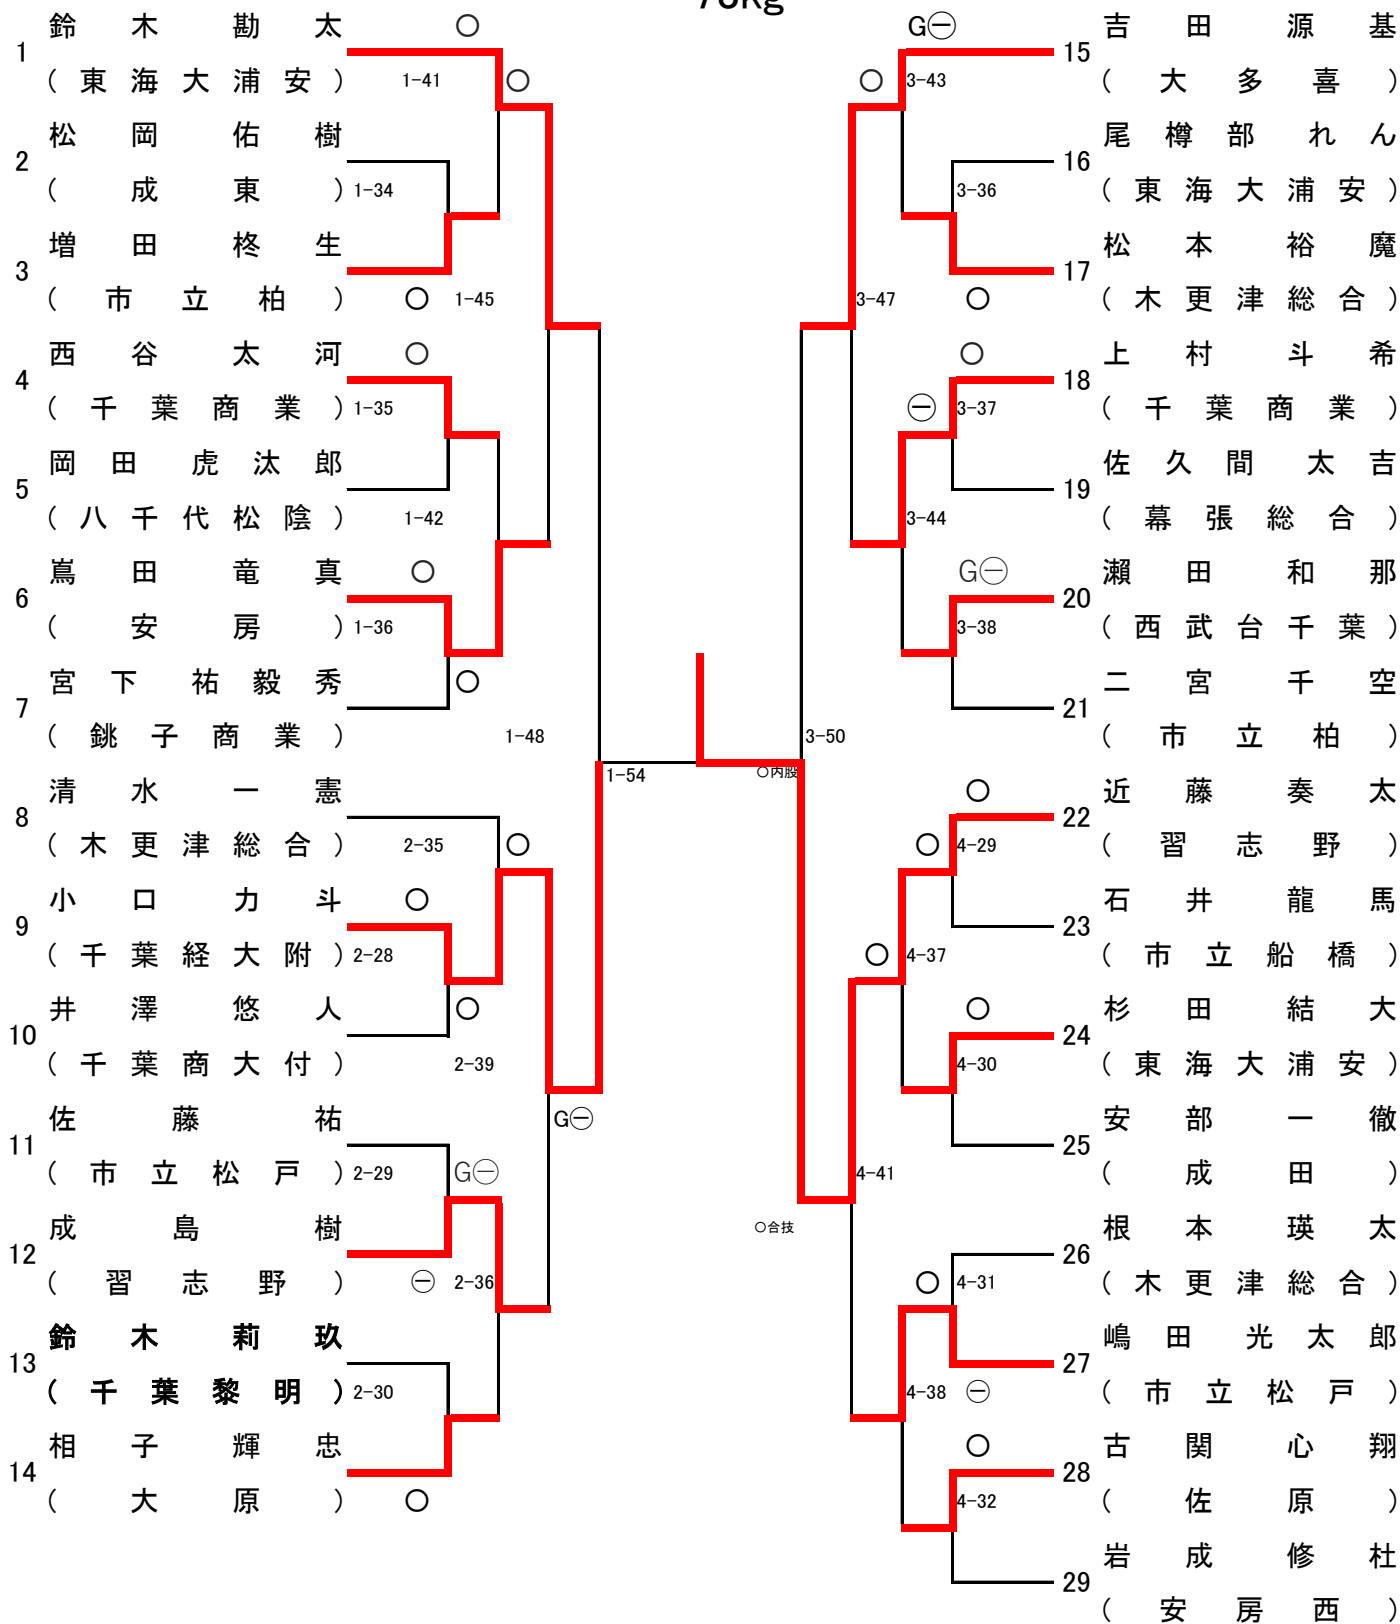 鈴木勘太 ○
1
(東海大浦安) 1-41 ○
松岡佑樹
2
(成東) 1-34
増田柊生
3
(市立柏) ○ 1-45
西谷太河 ○
4
(千葉商業) 1-35
岡田虎汰郎
5
(八千代松陰) 1-42
嶌田竜真 ○
6
(安房) 1-36
宮下祐毅秀 ○
7
(銚子商業) 1-48
1-54
清水一憲
8
(木更津総合) 2-35 ○
小口力斗 ○
9
(千葉経大附) 2-28
井澤悠人 ○
10
(千葉商大付) 2-39
佐藤祐 G㊀
11
(市立松戸) 2-29 G㊀
成島樹
12
(習志野) ㊀ 2-36
鈴木莉玖
13
(千葉黎明) 2-30
相子輝忠
14
(大原) ○
G㊀ 吉田源基
15
○ 3-43 (大多喜)
尾樽部れん
16
3-36 (東海大浦安)
松本裕魔
17
3-47 ○ (木更津総合)
○ 上村斗希
18
㊀ 3-37 (千葉商業)
佐久間太吉
19
3-44 (幕張総合)
G㊀ 瀬田和那
20
3-38 (西武台千葉)
二宮千空
21
3-50 (市立柏)
○内股
○ 近藤奏太
22
○ 4-29 (習志野)
石井龍馬
23
○ 4-37 (市立船橋)
○ 杉田結大
24
4-30 (東海大浦安)
安部一徹
25
4-41 (成田)
○合技
根本瑛太
26
○ 4-31 (木更津総合)
嶋田光太郎
27
4-38 ㊀ (市立松戸)
○ 古関心翔
28
4-32 (佐原)
岩成修杜
29
(安房西)